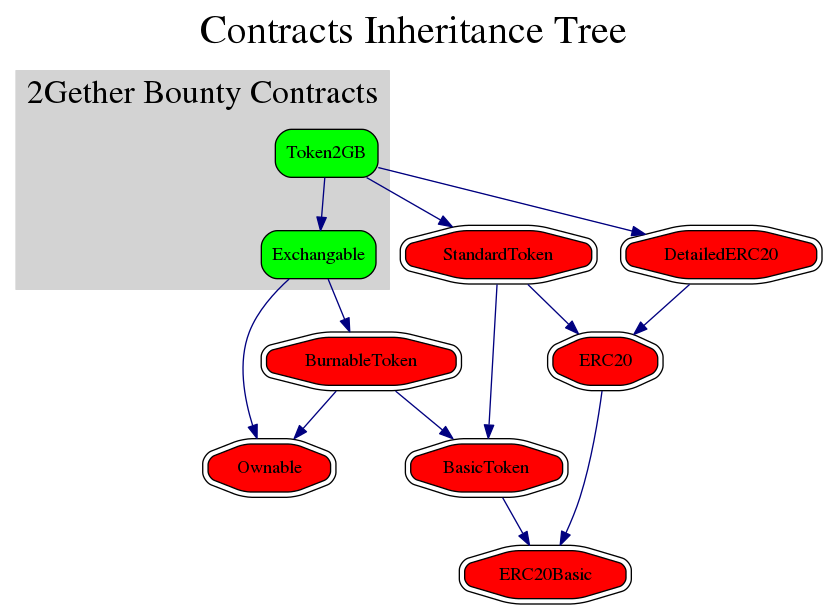 Contracts Inheritance Tree
2Gether Bounty Contracts
Token2GB
Exchangable
StandardToken
DetailedERC20
BurnableToken
ERC20
Ownable
BasicToken
ERC20Basic